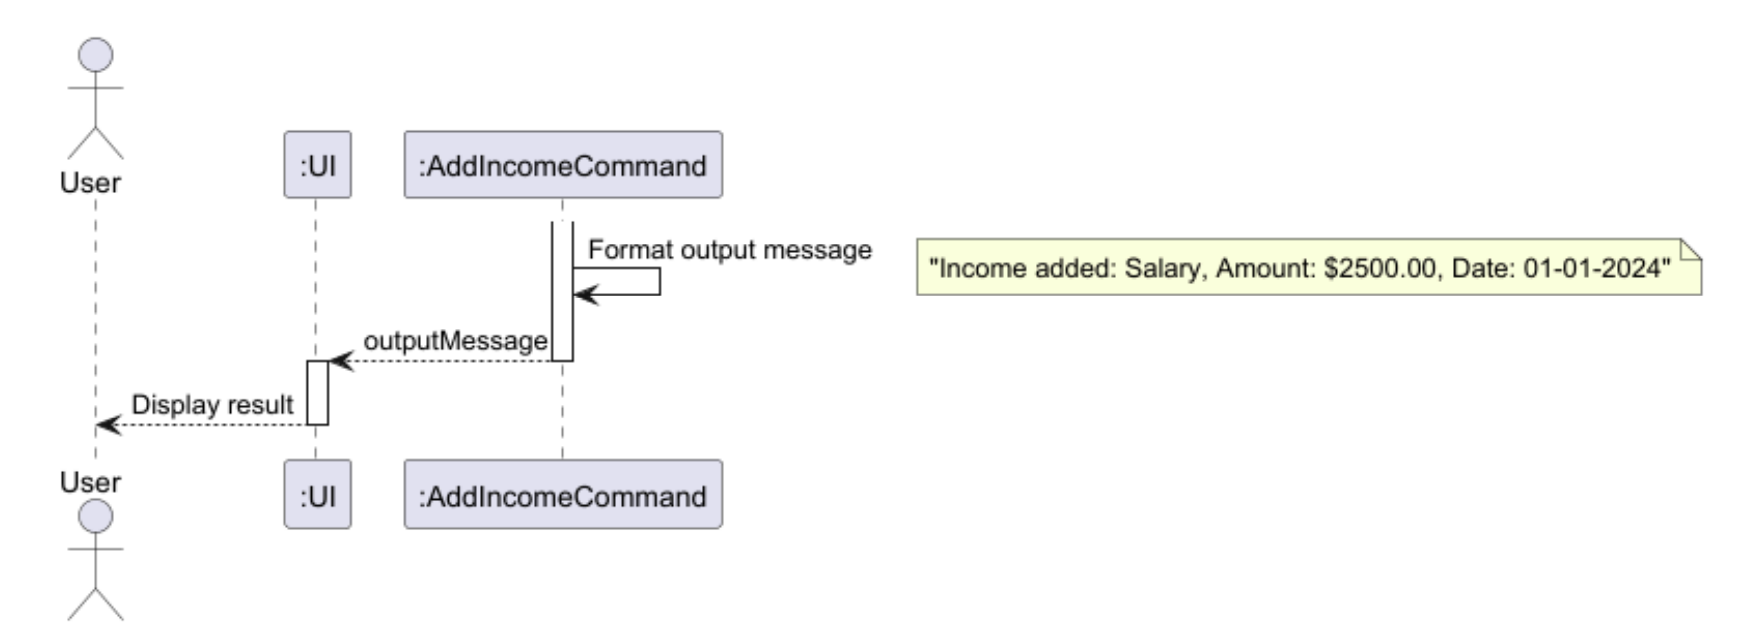 User
:UI
:AddIncomeCommand
Format output message
"Income added: Salary, Amount: $2500.00, Date: 01-01-2024"
outputMessage
Display result
User
:UI
:AddIncomeCommand